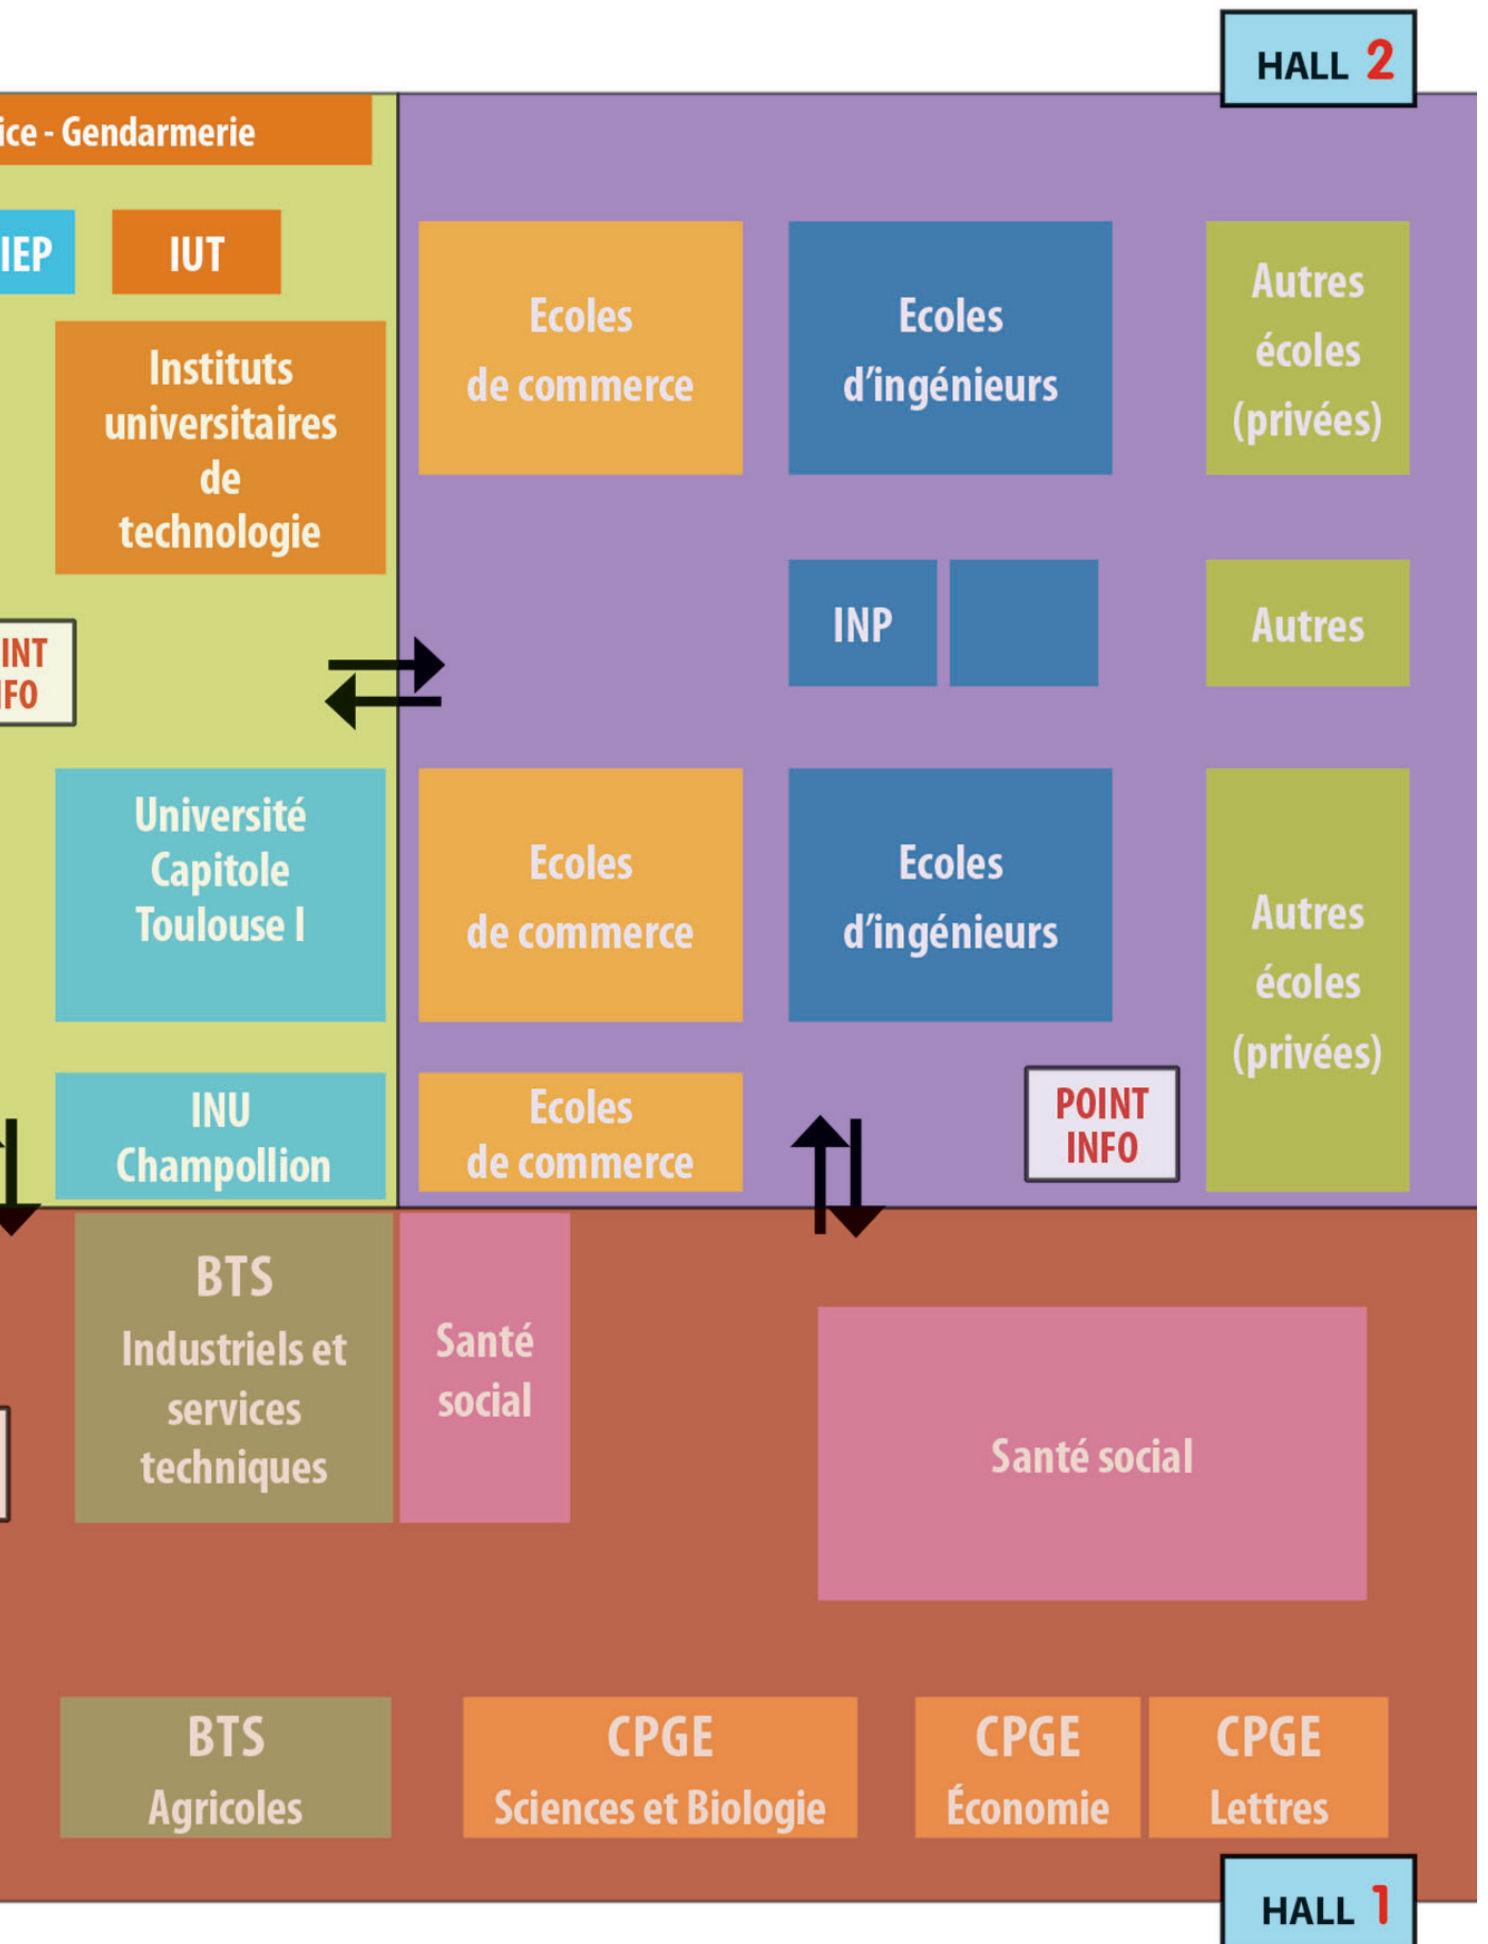 HALL 2
ice - Gendarmerie
IEP
IUT
Instituts
universitaires
de
technologie
INT
FO
Université
Capitole
Toulouse I
INU
Champollion
Ecoles
de commerce
Ecoles
d'ingénieurs
Autres
écoles
(privées)
INP
Autres
Ecoles
de commerce
Ecoles
d'ingénieurs
Autres
écoles
(privées)
Ecoles
de commerce
POINT
INFO
BTS
Industriels et
services
techniques
Santé
social
Santé social
BTS
Agricoles
CPGE
Sciences et Biologie
CPGE
Économie
CPGE
Lettres
HALL 1